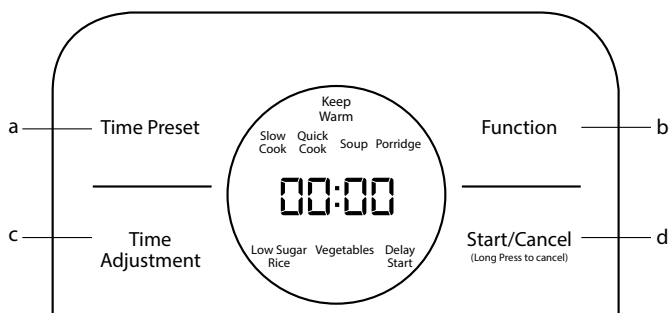 Keep
Warm
a
Time Preset
Slow
Cook
Quick
Cook
Soup
Porridge
Function
b
00:00
c
Time
Adjustment
Low Sugar
Rice
Vegetables
Delay
Start
Start/Cancel
(Long Press to cancel)
d